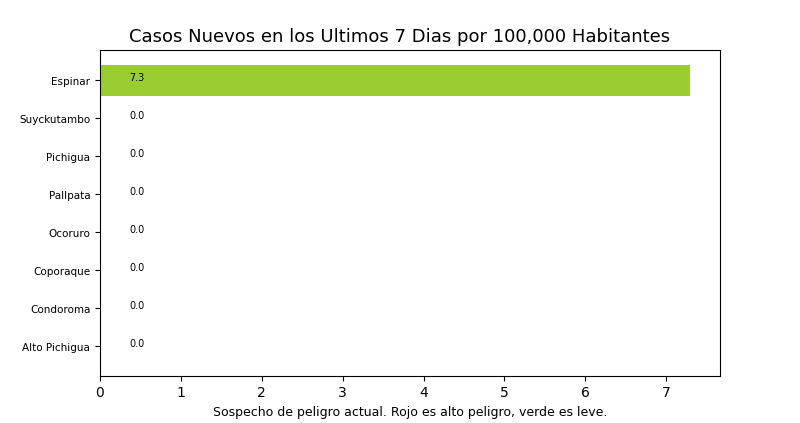 Casos Nuevos en los Ultimos 7 Dias por 100,000 Habitantes
Espinar 7.3
Suyckutambo 0.0
Pichigua 0.0
Pallpata 0.0
Ocoruro 0.0
Coporaque 0.0
Condoroma 0.0
Alto Pichigua 0.0
0 1 2 3 4 5 6 7
Sospecho de peligro actual. Rojo es alto peligro, verde es leve.